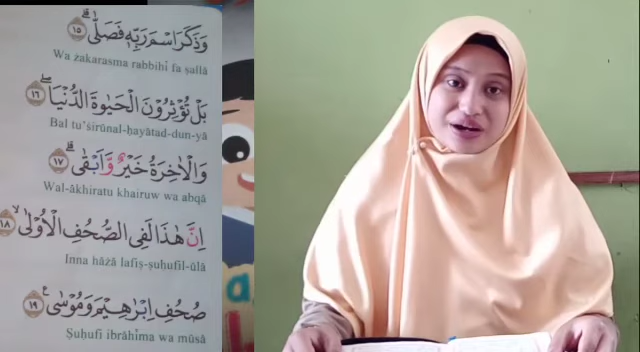 وَذَكَرَ اسْمَ رَبِّهٖ فَصَلّٰىۗ ١٥
Wa żakarasma rabbihī fa ṣallā
بَلْ تُؤْثِرُوْنَ الْحَيٰوةَ الدُّنْيَاۖ ١٦
Bal tu'ṡirūnal-ḥayātad-dun-yā
وَالْاٰخِرَةُ خَيْرٌ وَّاَبْقٰىۗ ١٧
Wal-ākhiratu khairuw wa abqā
اِنَّ هٰذَا لَفِى الصُّحُفِ الْاُوْلٰىۙ ١٨
Inna hāżā lafiṣ-ṣuḥufil-ūlā
صُحُفِ اِبْرٰهِيْمَ وَمُوْسٰى ࣖ ١٩
Ṣuḥufi ibrāhīma wa mūsā